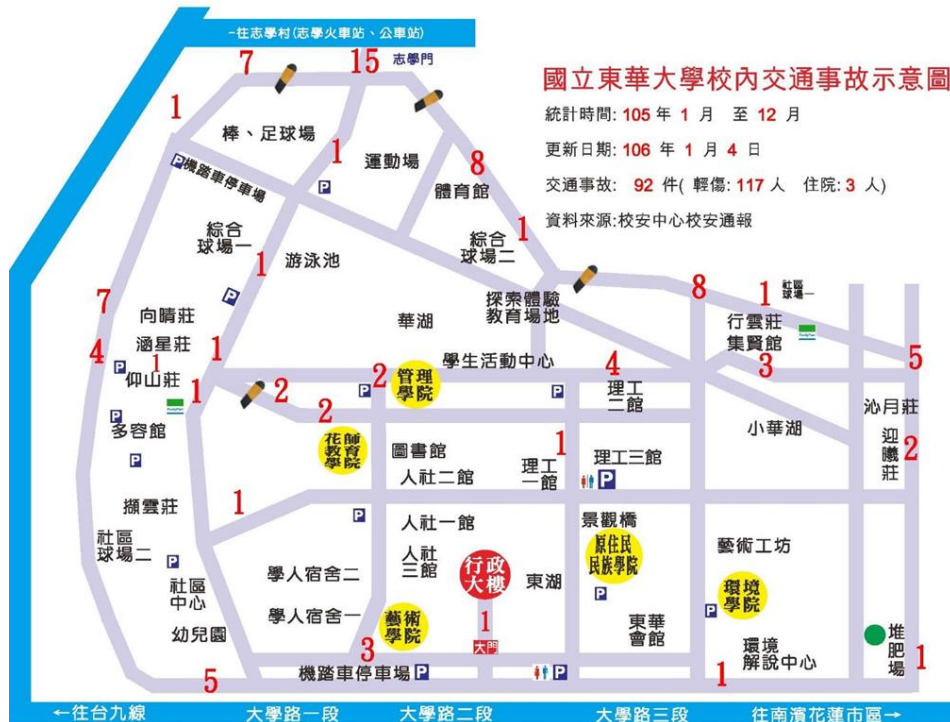 -往志學村(志學火車站、公車站)
志學門
國立東華大學校內交通事故示意圖
統計時間: 105 年 1 月 至 12 月
更新日期: 106 年 1 月 4 日
交通事故: 92 件( 輕傷: 117 人 住院: 3 人)
資料來源:校安中心校安通報
7
15
1
棒、足球場
1
運動場
8
體育館
P
機踏車停車場
P
綜合
球場一
1
游泳池
綜合
球場二
1
P
7
向晴莊
涵星莊
4
P
1
仰山莊
1
1
P
多容館
P
華湖
探索體驗
教育場地
學生活動中心
8
1
社區
球場一
行雲莊
集賢館
3
5
2
2
2
P
管理
學院
P
4
理工
二館
小華湖
沁月莊
迎曦莊
2
花師
教育
學院
圖書館
人社二館
1
理工
一館
理工三館
P
擷雲莊
社區
球場二
P
社區
中心
幼兒園
1
P
學人宿舍二
學人宿舍一
人社一館
人社
三館
行政
大樓
東湖
景觀橋
原住民
民族學院
P
藝術工坊
環境
學院
P
藝術
學院
1
大門
東華
會館
環境
解說中心
堆肥場
1
3
5
機踏車停車場
P
P
1
←往台九線
大學路一段
大學路二段
大學路三段
往南濱花蓮市區→